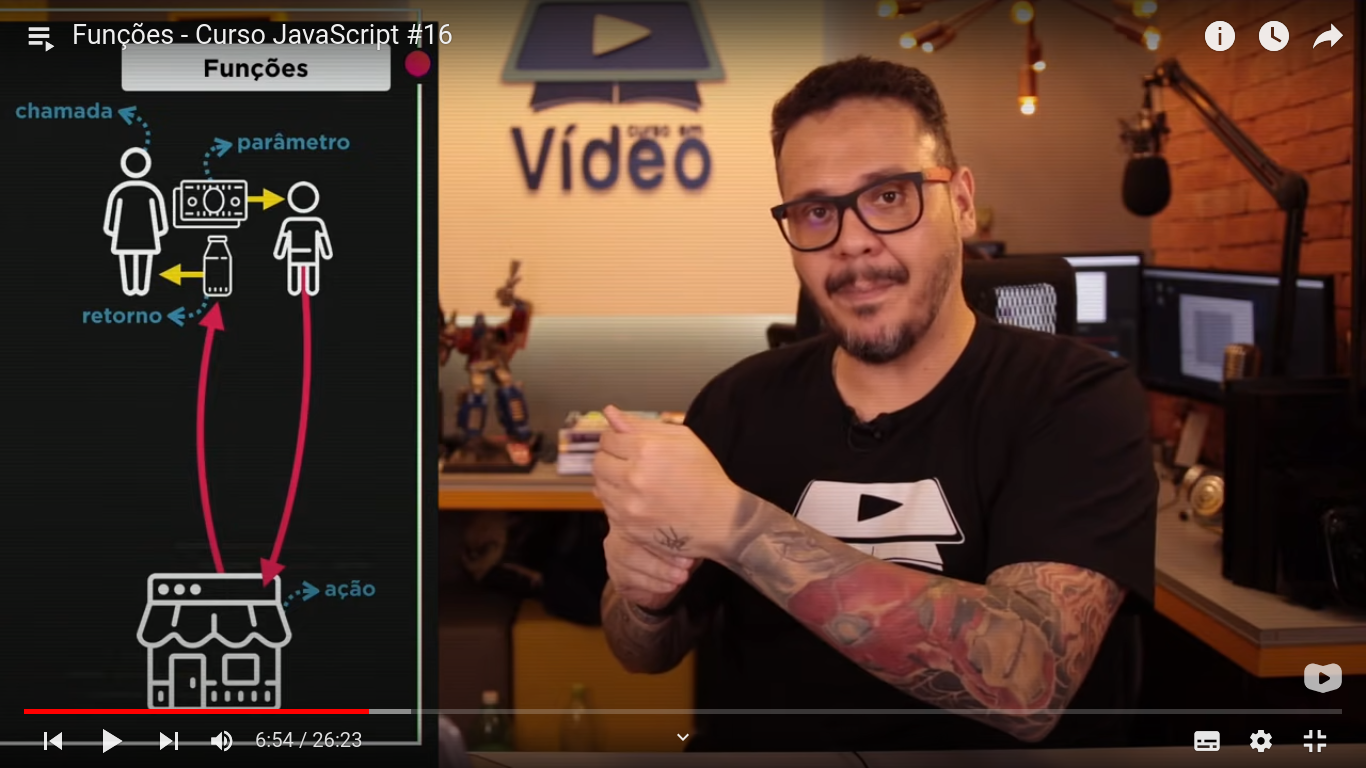 Funções - Curso JavaScript #16
Funções
chamada
parâmetro
retorno
ação
curso em
Vídeo
6:54 / 26:23